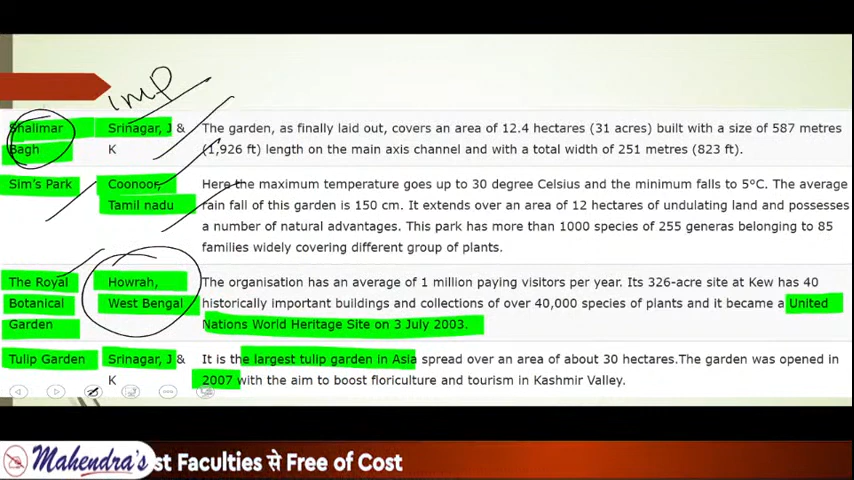 imp
Shalimar Srinagar, J & The garden, as finally laid out, covers an area of 12.4 hectares (31 acres) built with a size of 587 metres
Bagh K (1,926 ft) length on the main axis channel and with a total width of 251 metres (823 ft).
Sim's Park Coonoor, Here the maximum temperature goes up to 30 degree Celsius and the minimum falls to 5°C. The average
Tamil nadu rain fall of this garden is 150 cm. It extends over an area of 12 hectares of undulating land and possesses
a number of natural advantages. This park has more than 1000 species of 255 generas belonging to 85
families widely covering different group of plants.
The Royal Howrah, The organisation has an average of 1 million paying visitors per year. Its 326-acre site at Kew has 40
Botanical West Bengal historically important buildings and collections of over 40,000 species of plants and it became a United
Garden Nations World Heritage Site on 3 July 2003.
Tulip Garden Srinagar, J & It is the largest tulip garden in Asia spread over an area of about 30 hectares.The garden was opened in
K 2007 with the aim to boost floriculture and tourism in Kashmir Valley.
Mahendra's st Faculties से Free of Cost